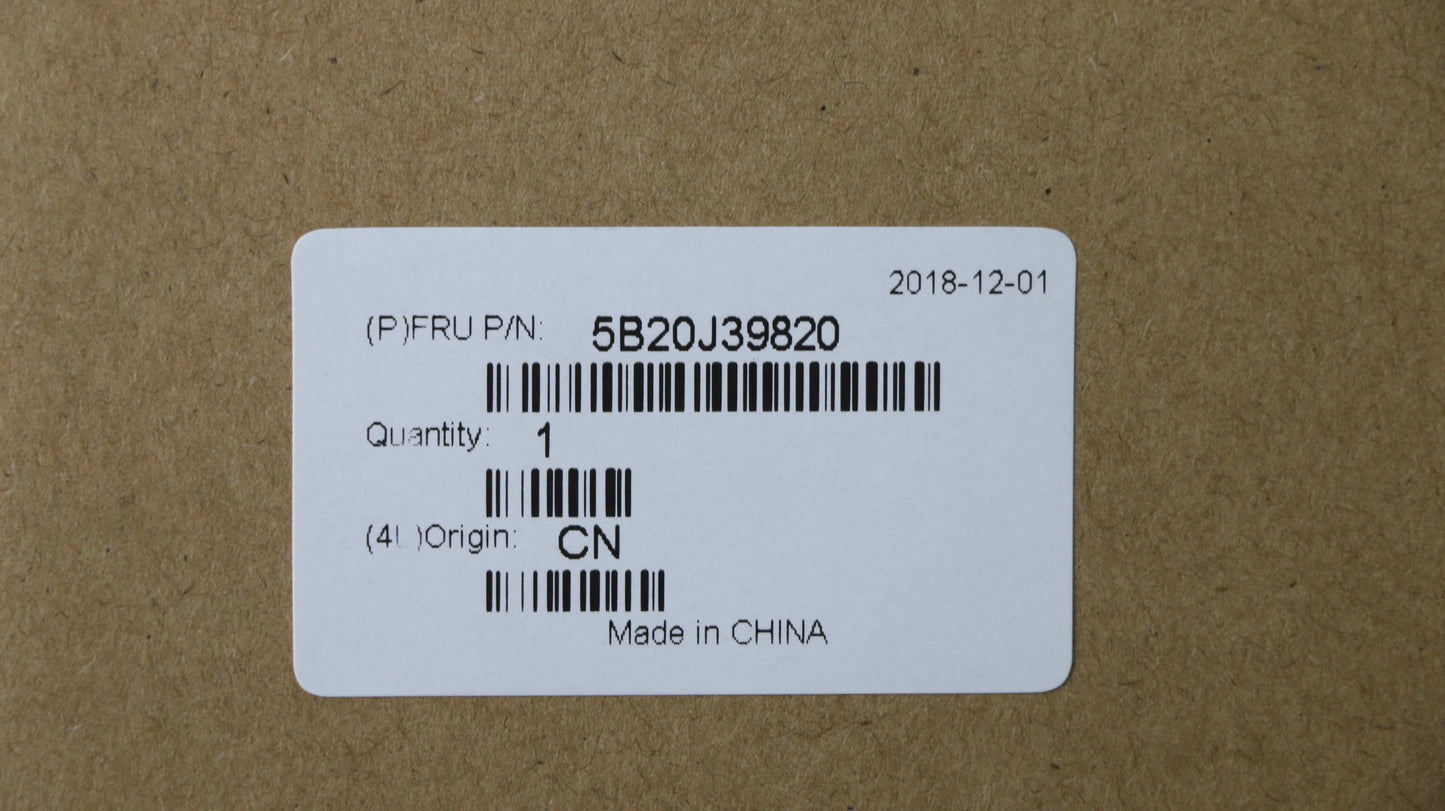 2018-12-01
(P)FRU P/N: 5B20J39820
Quantity: 1
(4L)Origin: CN
Made in CHINA